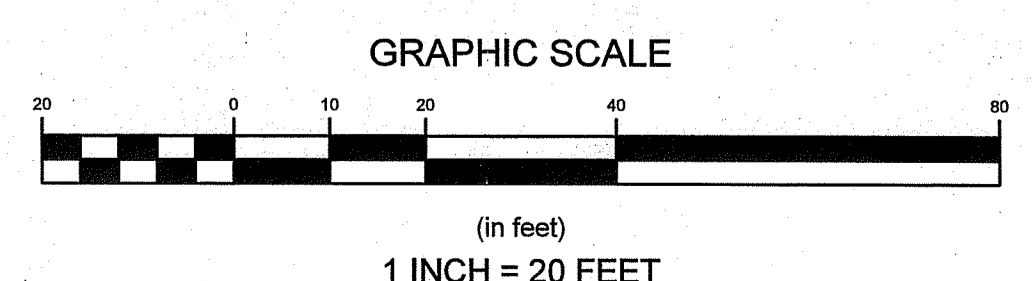 GRAPHIC SCALE
20 0 10 20 40 80
(in feet)
1 INCH = 20 FEET